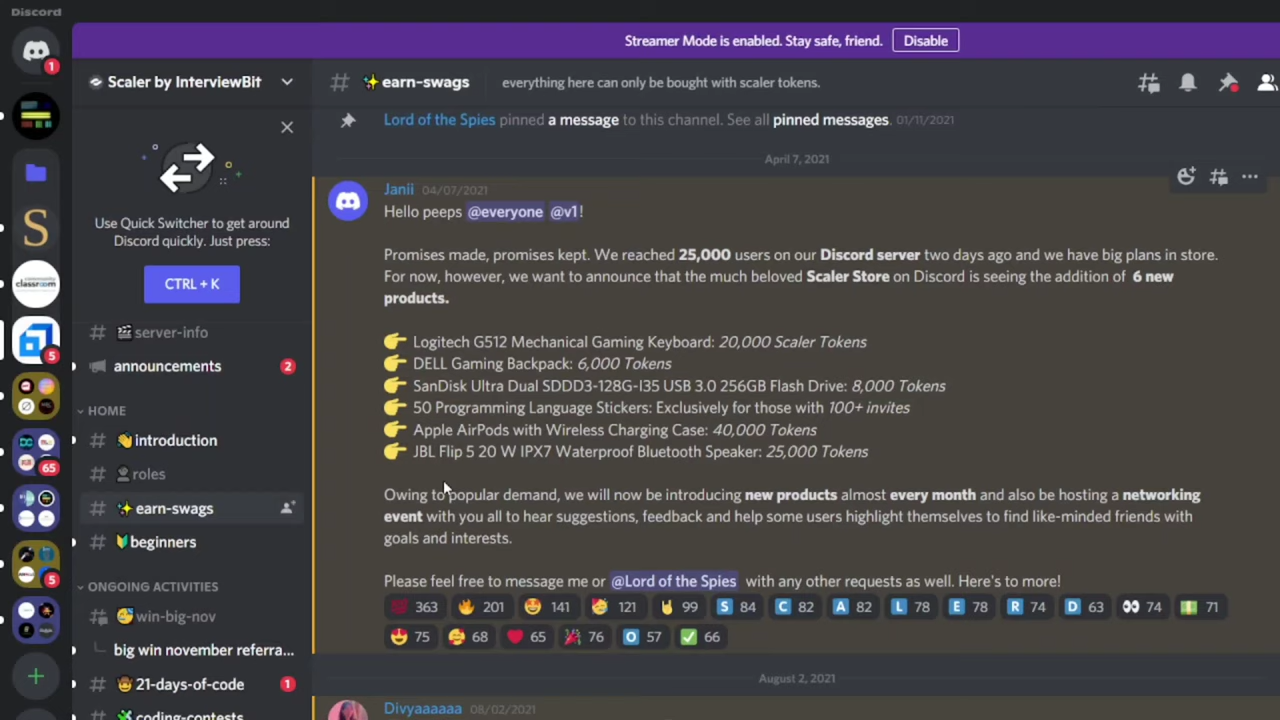 Discord
Streamer Mode is enabled. Stay safe, friend. Disable
1
Scaler by InterviewBit
# ✨earn-swags everything here can only be bought with scaler tokens.
Lord of the Spies pinned a message to this channel. See all pinned messages. 01/11/2021
April 7, 2021
Use Quick Switcher to get around
Discord quickly. Just press:
CTRL + K
# server-info
announcements 2
HOME
# 👋introduction
# roles
# ✨earn-swags
# 🔰beginners
ONGOING ACTIVITIES
win-big-nov
big win november referra...
# 🤠21-days-of-code 1
# coding-contests
S
classroom
5
65
5
Janii 04/07/2021
Hello peeps @everyone @v1!
Promises made, promises kept. We reached 25,000 users on our Discord server two days ago and we have big plans in store.
For now, however, we want to announce that the much beloved Scaler Store on Discord is seeing the addition of 6 new
products.
👉 Logitech G512 Mechanical Gaming Keyboard: 20,000 Scaler Tokens
👉 DELL Gaming Backpack: 6,000 Tokens
👉 SanDisk Ultra Dual SDDD3-128G-I35 USB 3.0 256GB Flash Drive: 8,000 Tokens
👉 50 Programming Language Stickers: Exclusively for those with 100+ invites
👉 Apple AirPods with Wireless Charging Case: 40,000 Tokens
👉 JBL Flip 5 20 W IPX7 Waterproof Bluetooth Speaker: 25,000 Tokens
Owing to popular demand, we will now be introducing new products almost every month and also be hosting a networking
event with you all to hear suggestions, feedback and help some users highlight themselves to find like-minded friends with
goals and interests.
Please feel free to message me or @Lord of the Spies with any other requests as well. Here's to more!
💯 363 🔥 201 🤩 141 🥳 121 🤘 99 S 84 C 82 A 82 L 78 E 78 R 74 D 63 👀 74 💵 71
😍 75 🥰 68 ❤️ 65 🎉 76 O 57 ✅ 66
August 2, 2021
Divyaaaaaa 08/02/2021